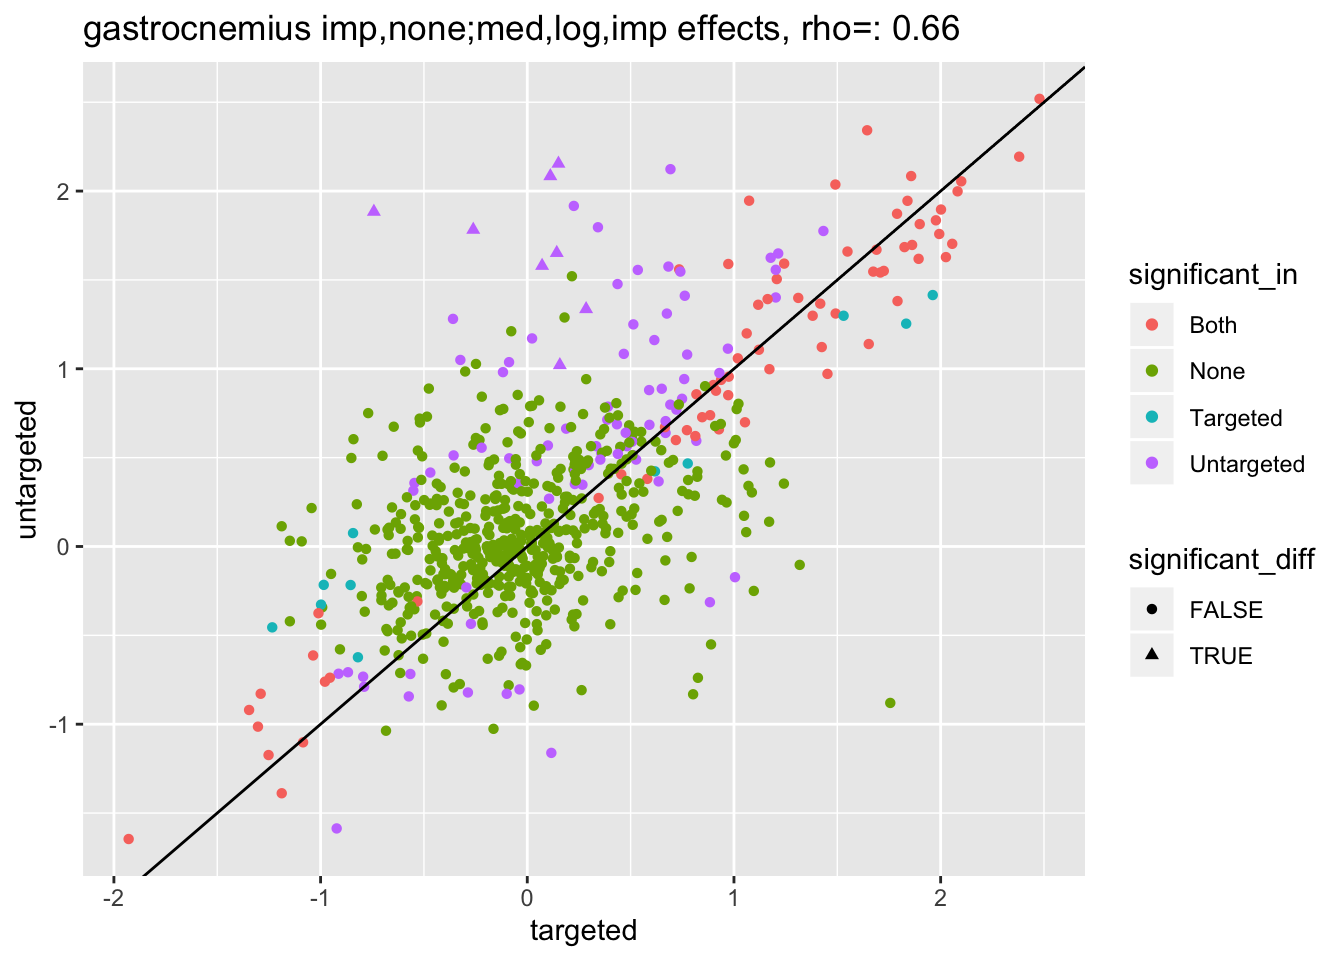 gastrocnemius imp,none;med,log,imp effects, rho=: 0.66
untargeted
2
1
0
-1
-2
-1
0
1
2
targeted
significant_in
Both
None
Targeted
Untargeted
significant_diff
FALSE
TRUE